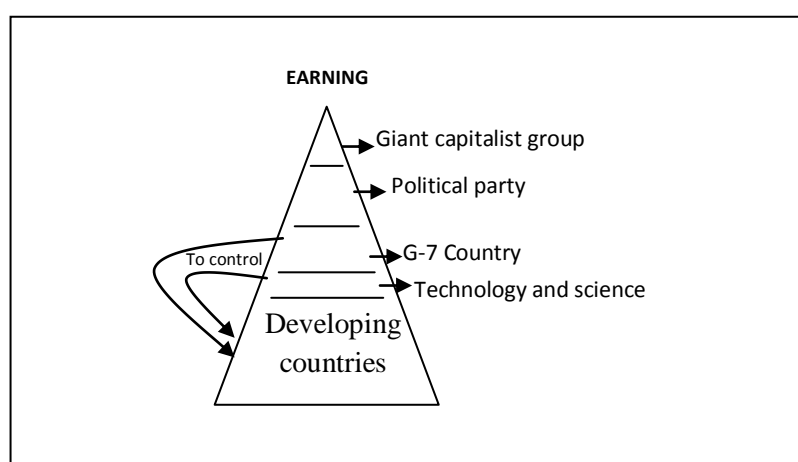 EARNING
Giant capitalist group
Political party
G-7 Country
To control
Technology and science
Developing
countries